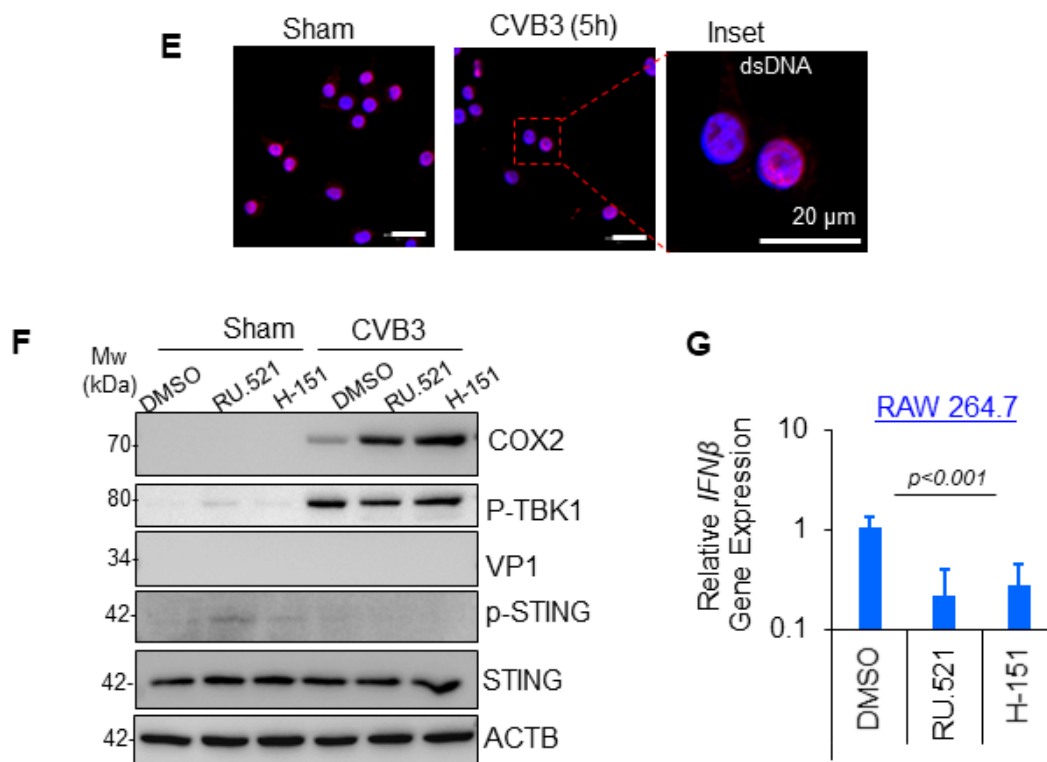 E
Sham
CVB3 (5h)
Inset
dsDNA
20 µm
F
Sham
CVB3
Mw
(kDa)
DMSO
RU.521
H-151
DMSO
RU.521
H-151
70-
COX2
80-
P-TBK1
34-
VP1
42-
p-STING
42-
STING
42-
ACTB
G
RAW 264.7
Relative IFNβ
Gene Expression
10
1
0.1
p<0.001
DMSO
RU.521
H-151